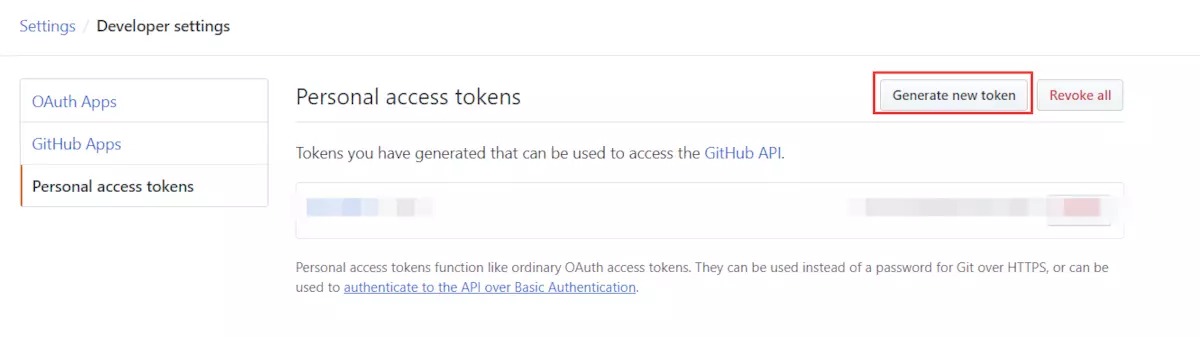 Settings / Developer settings
OAuth Apps
GitHub Apps
Personal access tokens
Personal access tokens
Generate new token
Revoke all
Tokens you have generated that can be used to access the GitHub API.
Personal access tokens function like ordinary OAuth access tokens. They can be used instead of a password for Git over HTTPS, or can be
used to authenticate to the API over Basic Authentication.